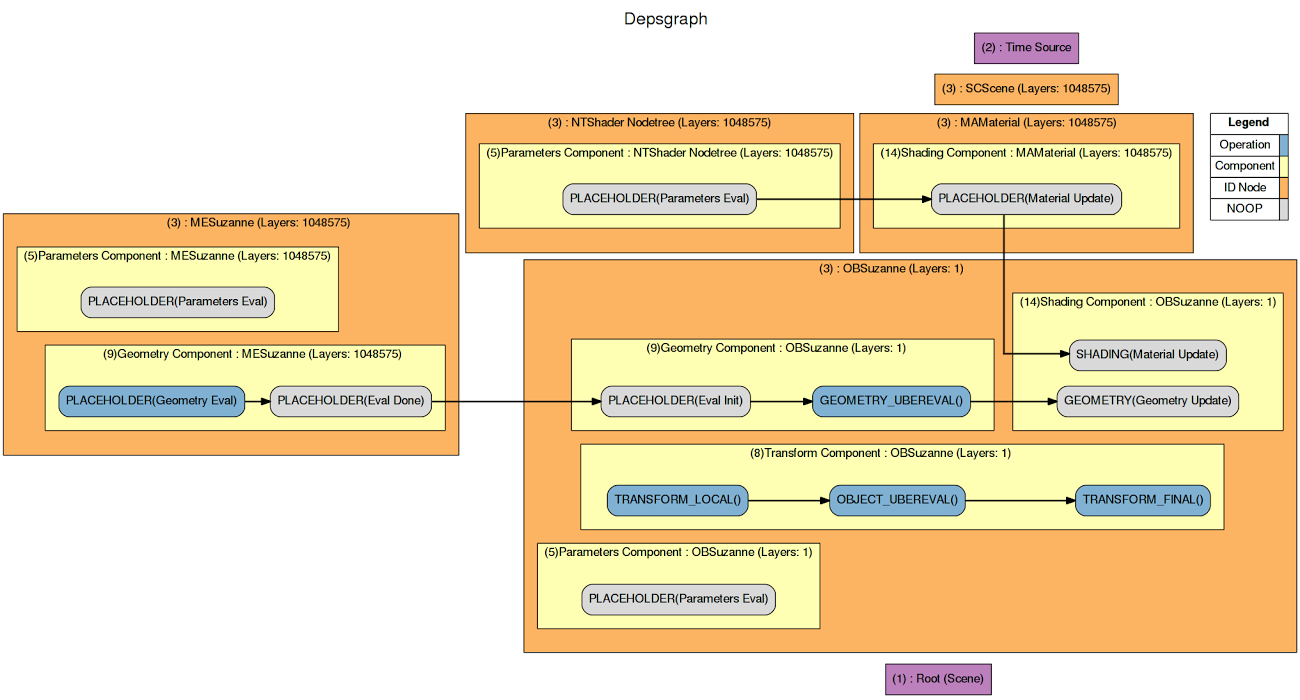 Depsgraph
(2) : Time Source
(3) : SCScene (Layers: 1048575)
(3) : NTShader Nodetree (Layers: 1048575)
(5)Parameters Component : NTShader Nodetree (Layers: 1048575)
PLACEHOLDER(Parameters Eval)
(3) : MAMaterial (Layers: 1048575)
(14)Shading Component : MAMaterial (Layers: 1048575)
PLACEHOLDER(Material Update)
Legend
Operation
Component
ID Node
NOOP
(3) : MESuzanne (Layers: 1048575)
(5)Parameters Component : MESuzanne (Layers: 1048575)
PLACEHOLDER(Parameters Eval)
(9)Geometry Component : MESuzanne (Layers: 1048575)
PLACEHOLDER(Geometry Eval)
PLACEHOLDER(Eval Done)
(3) : OBSuzanne (Layers: 1)
(14)Shading Component : OBSuzanne (Layers: 1)
SHADING(Material Update)
GEOMETRY(Geometry Update)
(9)Geometry Component : OBSuzanne (Layers: 1)
PLACEHOLDER(Eval Init)
GEOMETRY_UBEREVAL()
(8)Transform Component : OBSuzanne (Layers: 1)
TRANSFORM_LOCAL()
OBJECT_UBEREVAL()
TRANSFORM_FINAL()
(5)Parameters Component : OBSuzanne (Layers: 1)
PLACEHOLDER(Parameters Eval)
(1) : Root (Scene)